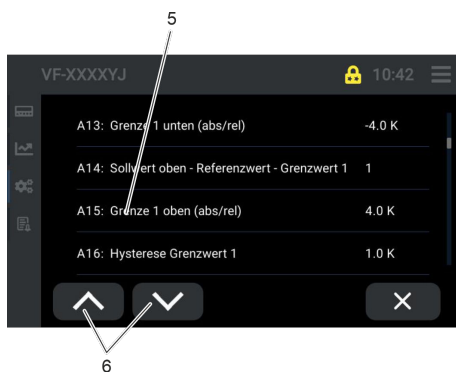 5
VF-XXXXYJ 10:42
A13: Grenze 1 unten (abs/rel) -4.0 K
A14: Sollwert oben - Referenzwert - Grenzwert 1 1
A15: Grenze 1 oben (abs/rel) 4.0 K
A16: Hysterese Grenzwert 1 1.0 K
6